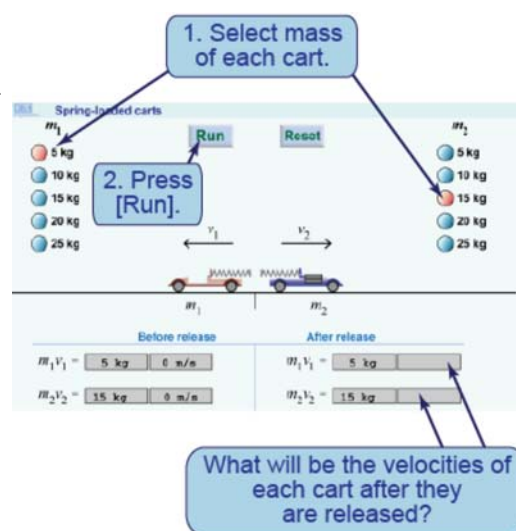 1. Select mass
of each cart.
Spring-loaded carts
m1
m2
Run
Reset
5 kg
10 kg
15 kg
20 kg
25 kg
5 kg
10 kg
15 kg
20 kg
25 kg
2. Press
[Run].
v1
v2
m1
m2
Before release
After release
m1v1 = 5 kg 0 m/s
m1v1 = 5 kg
m2v2 = 15 kg 0 m/s
m2v2 = 15 kg
What will be the velocities of
each cart after they
are released?